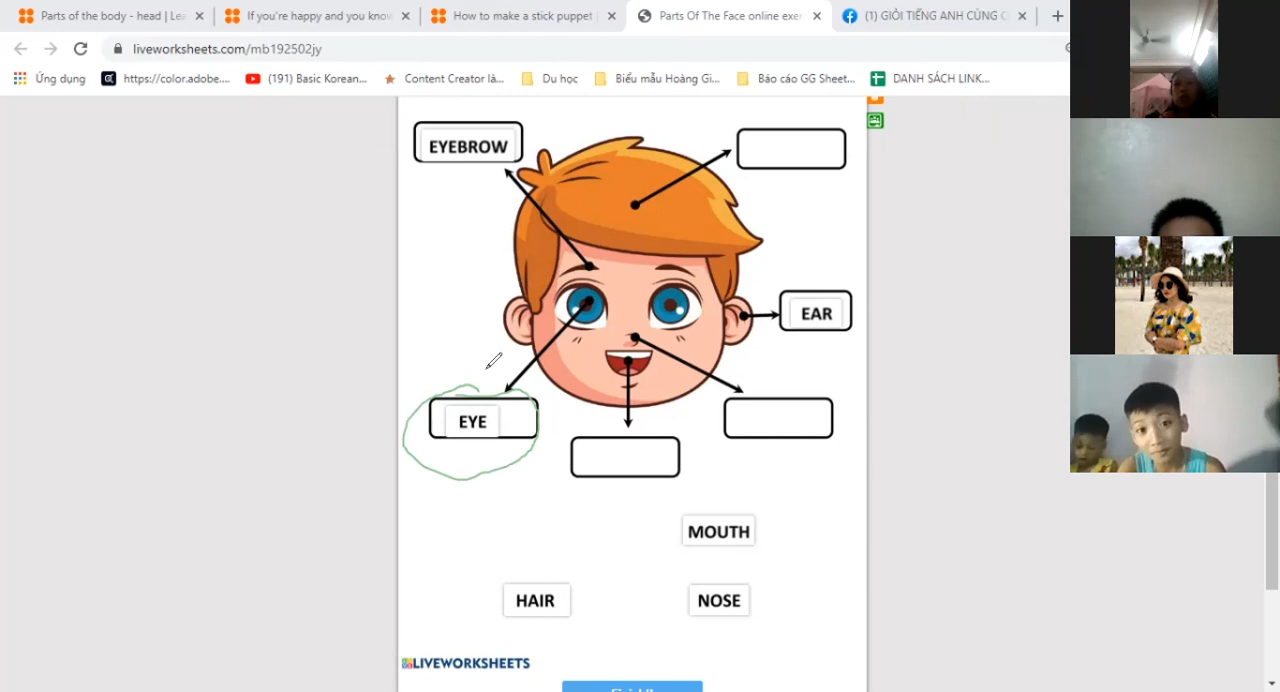 Parts of the body - head | Lea
If you're happy and you know
How to make a stick puppet
Parts Of The Face online exer
(1) GIỎI TIẾNG ANH CÙNG C
liveworksheets.com/mb192502jy
Ứng dụng
https://color.adobe....
(191) Basic Korean...
Content Creator là...
Du học
Biểu mẫu Hoàng Gi...
Báo cáo GG Sheet...
DANH SÁCH LINK...
EYEBROW
EAR
EYE
MOUTH
HAIR
NOSE
LIVEWORKSHEETS